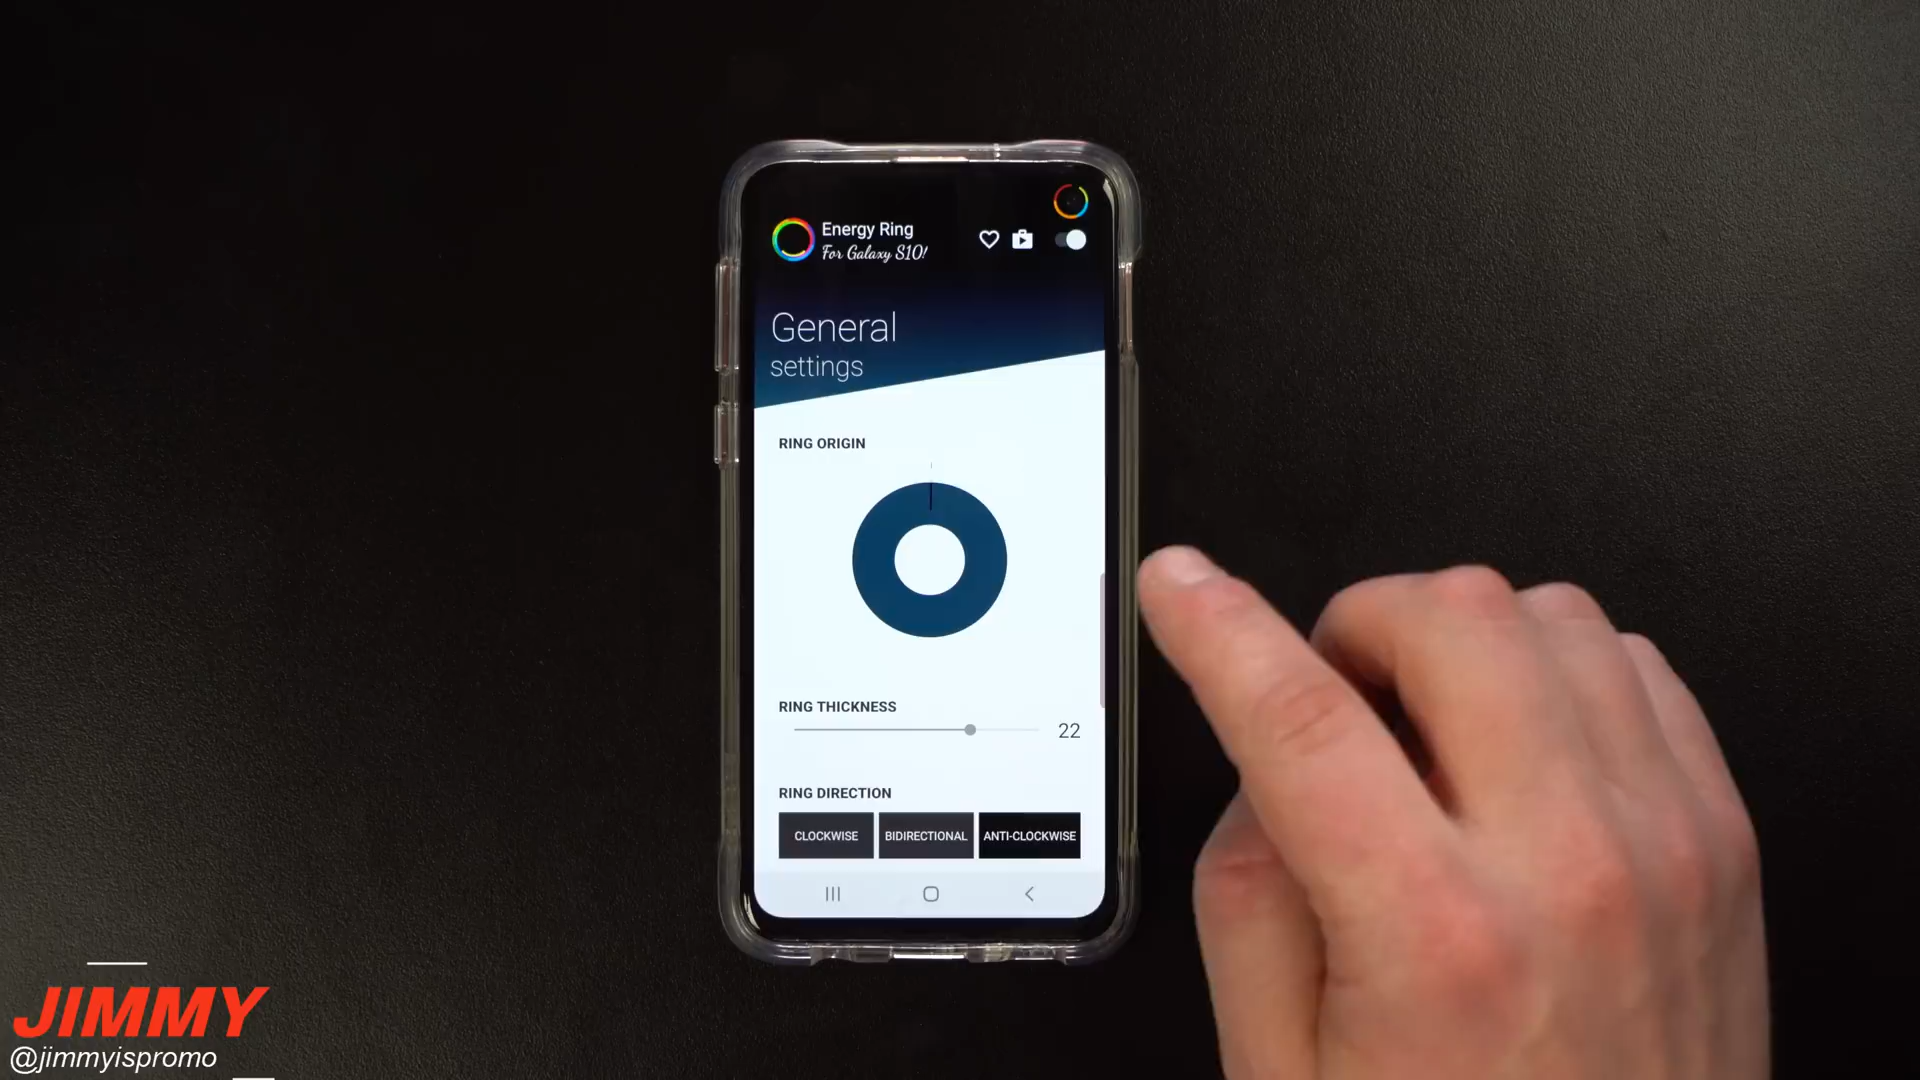 Energy Ring
For Galaxy S10!
General
settings
RING ORIGIN
RING THICKNESS
22
RING DIRECTION
CLOCKWISE BIDIRECTIONAL ANTI-CLOCKWISE
JIMMY
@jimmyispromo